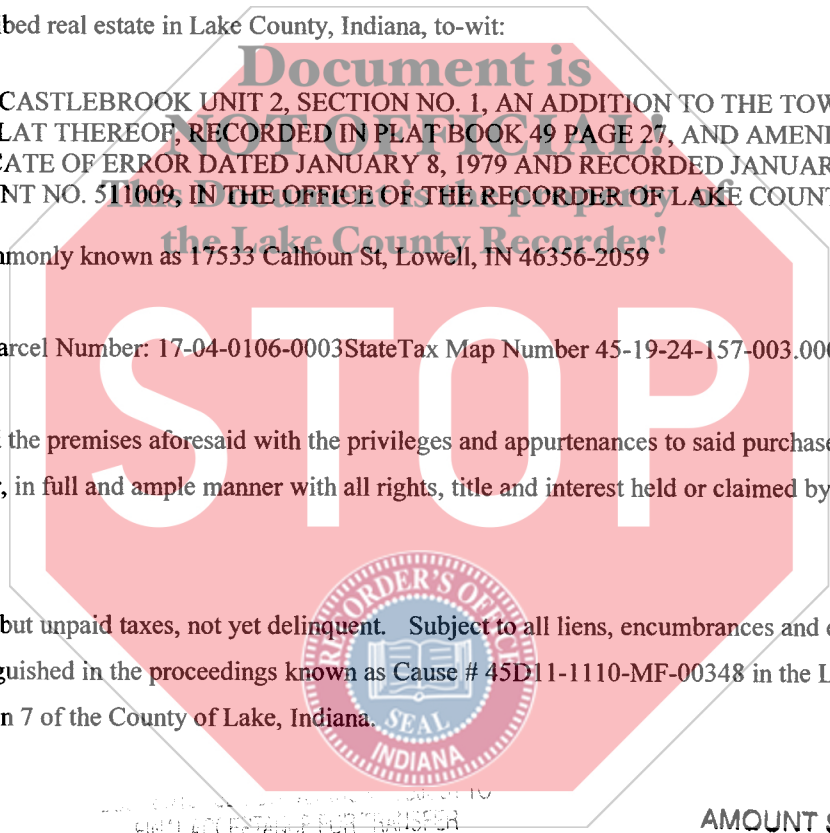 bed real estate in Lake County, Indiana, to-wit:
Document is
CASTLEBROOK UNIT 2, SECTION NO. 1, AN ADDITION TO THE TOW
LAT THEREOF, RECORDED IN PLAT BOOK 49 PAGE 27, AND AMEN
NOT OFFICIAL!
CATE OF ERROR DATED JANUARY 8, 1979 AND RECORDED JANUAR
NT NO. 511009, IN THE OFFICE OF THE RECORDER OF LAKE COUNT
This Document is the property of
the Lake County Recorder!
mmonly known as 17533 Calhoun St, Lowell, IN 46356-2059
arcel Number: 17-04-0106-0003StateTax Map Number 45-19-24-157-003.000
STOP
the premises aforesaid with the privileges and appurtenances to said purchase
, in full and ample manner with all rights, title and interest held or claimed by
RECORDER'S OFFICE
but unpaid taxes, not yet delinquent. Subject to all liens, encumbrances and
guished in the proceedings known as Cause # 45D11-1110-MF-00348 in the L
n 7 of the County of Lake, Indiana.
SEAL
INDIANA
FOR TRANSFER
AMOUNT